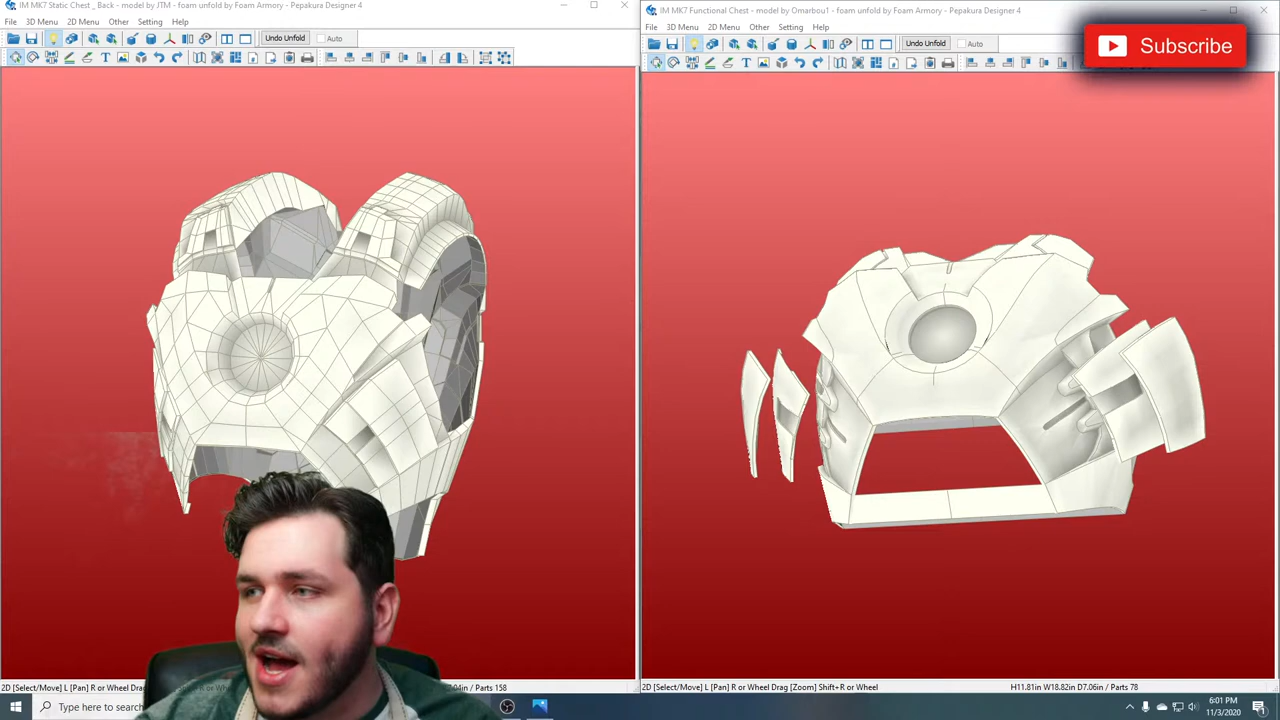 IM MK7 Static Chest _ Back - model by JTM - foam unfold by Foam Armory - Pepakura Designer 4
File 3D Menu 2D Menu Other Setting Help
Undo Unfold Auto
2D [Select/Move] L [Pan] R or Wheel Drag
04in / Parts 158
IM MK7 Functional Chest - model by Omarbou1 - foam unfold by Foam Armory - Pepakura Designer 4
File 3D Menu 2D Menu Other Setting Help
Undo Unfold Auto
Subscribe
2D [Select/Move] L [Pan] R or Wheel Drag [Zoom] Shift+R or Wheel
H11.81in W18.82in D7.06in / Parts 78
Type here to search
6:01 PM
11/3/2020
1